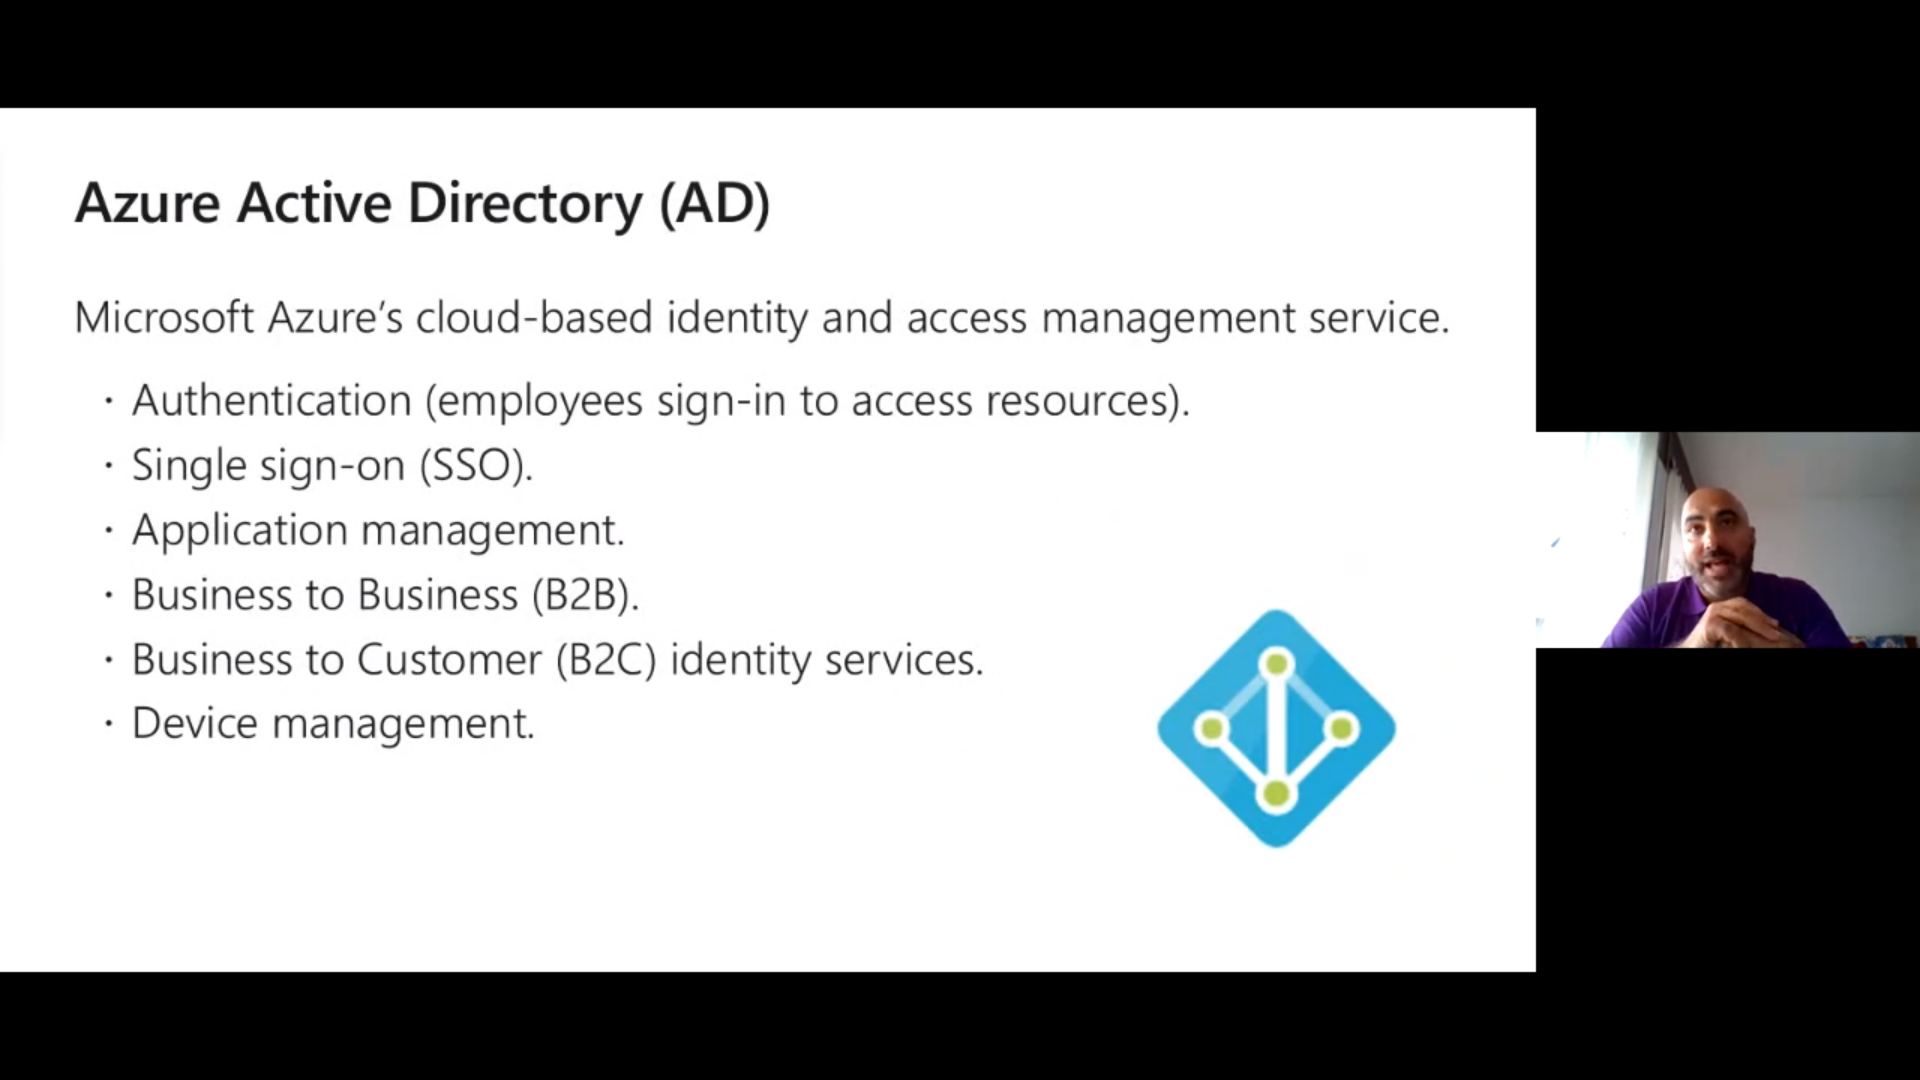 Azure Active Directory (AD)
Microsoft Azure’s cloud-based identity and access management service.
· Authentication (employees sign-in to access resources).
· Single sign-on (SSO).
· Application management.
· Business to Business (B2B).
· Business to Customer (B2C) identity services.
· Device management.